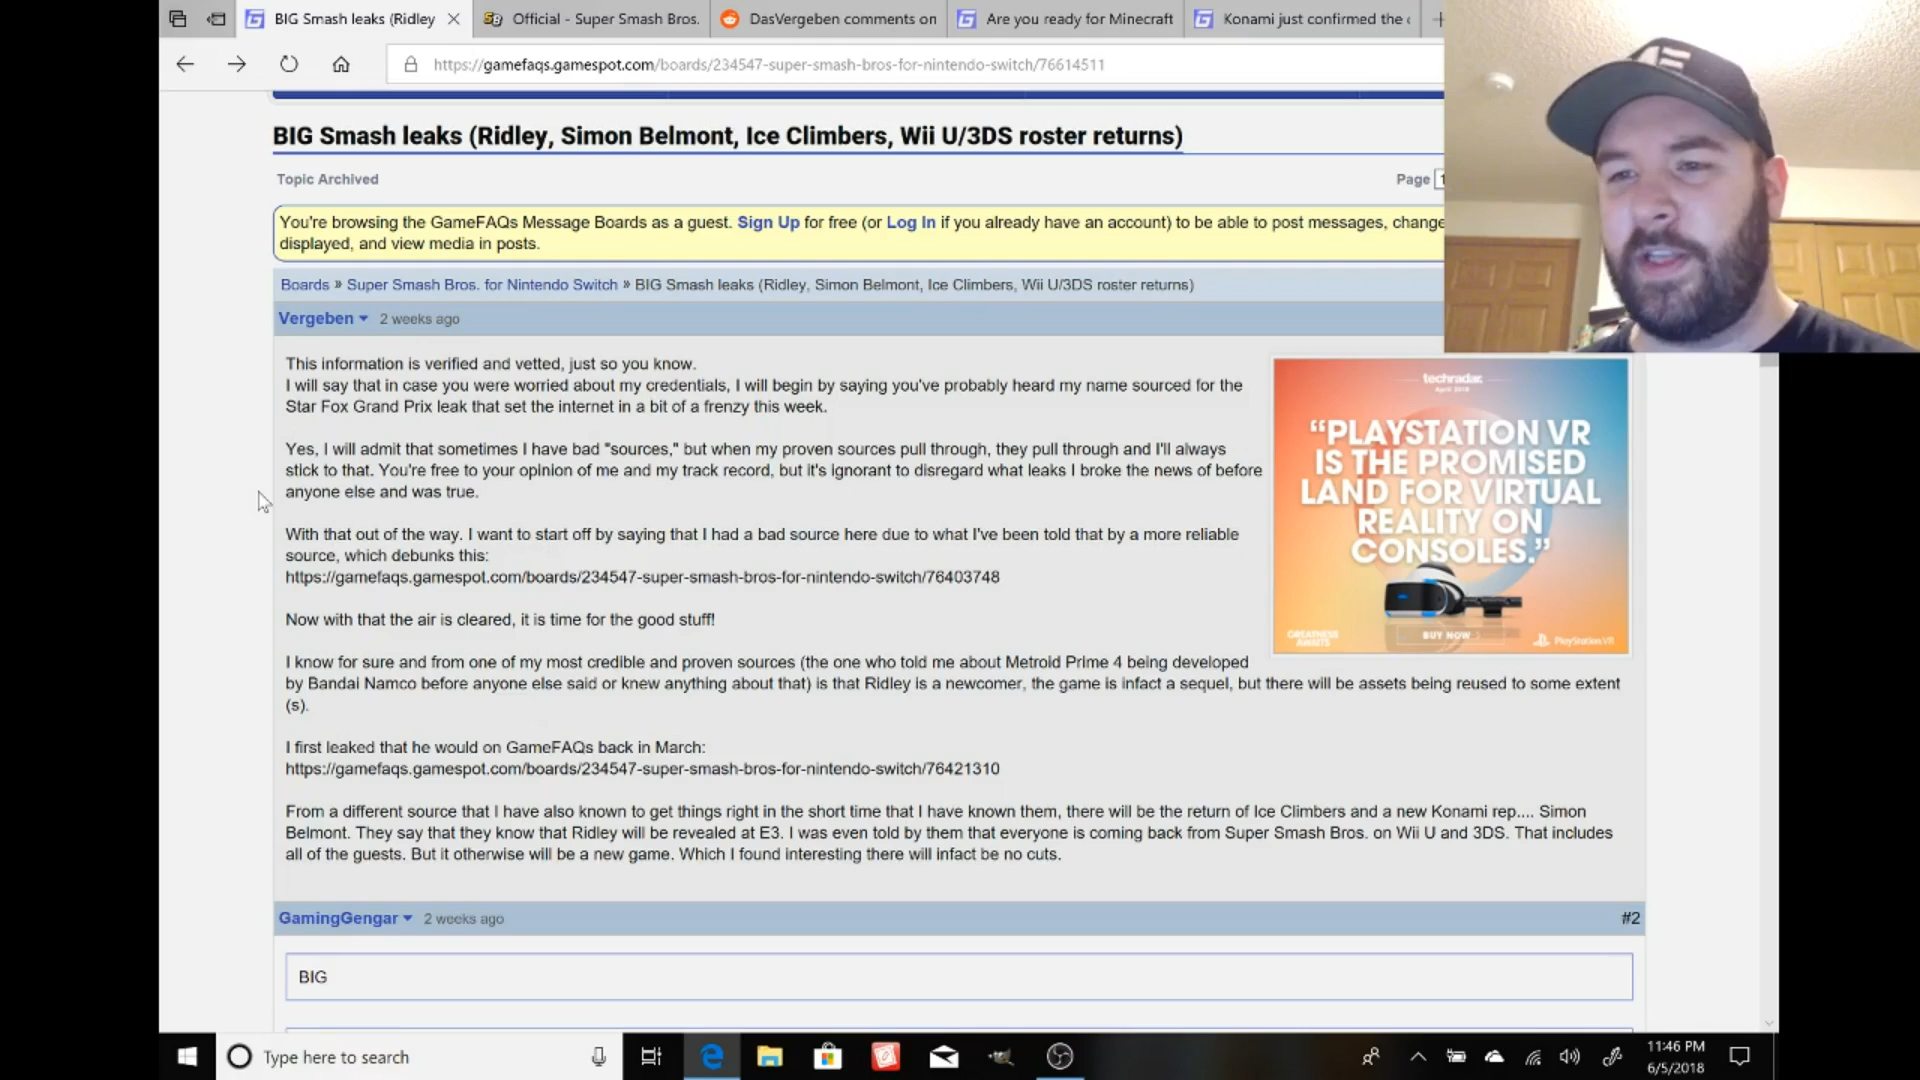 BIG Smash leaks (Ridley
Official - Super Smash Bros.
DasVergeben comments on
Are you ready for Minecraft
Konami just confirmed the
https://gamefaqs.gamespot.com/boards/234547-super-smash-bros-for-nintendo-switch/76614511
BIG Smash leaks (Ridley, Simon Belmont, Ice Climbers, Wii U/3DS roster returns)
Topic Archived
Page 1
You're browsing the GameFAQs Message Boards as a guest. Sign Up for free (or Log In if you already have an account) to be able to post messages, change
displayed, and view media in posts.
Boards » Super Smash Bros. for Nintendo Switch » BIG Smash leaks (Ridley, Simon Belmont, Ice Climbers, Wii U/3DS roster returns)
Vergeben 2 weeks ago
This information is verified and vetted, just so you know.
I will say that in case you were worried about my credentials, I will begin by saying you've probably heard my name sourced for the
Star Fox Grand Prix leak that set the internet in a bit of a frenzy this week.
Yes, I will admit that sometimes I have bad "sources," but when my proven sources pull through, they pull through and I'll always
stick to that. You're free to your opinion of me and my track record, but it's ignorant to disregard what leaks I broke the news of before
anyone else and was true.
With that out of the way. I want to start off by saying that I had a bad source here due to what I've been told that by a more reliable
source, which debunks this:
https://gamefaqs.gamespot.com/boards/234547-super-smash-bros-for-nintendo-switch/76403748
Now with that the air is cleared, it is time for the good stuff!
I know for sure and from one of my most credible and proven sources (the one who told me about Metroid Prime 4 being developed
by Bandai Namco before anyone else said or knew anything about that) is that Ridley is a newcomer, the game is infact a sequel, but there will be assets being reused to some extent
(s).
I first leaked that he would on GameFAQs back in March:
https://gamefaqs.gamespot.com/boards/234547-super-smash-bros-for-nintendo-switch/76421310
From a different source that I have also known to get things right in the short time that I have known them, there will be the return of Ice Climbers and a new Konami rep.... Simon
Belmont. They say that they know that Ridley will be revealed at E3. I was even told by them that everyone is coming back from Super Smash Bros. on Wii U and 3DS. That includes
all of the guests. But it otherwise will be a new game. Which I found interesting there will infact be no cuts.
techradar.
April 2018
"PLAYSTATION VR
IS THE PROMISED
LAND FOR VIRTUAL
REALITY ON
CONSOLES."
GREATNESS
AWAITS
BUY NOW
PlayStation VR
GamingGengar 2 weeks ago
#2
BIG
Type here to search
11:46 PM
6/5/2018